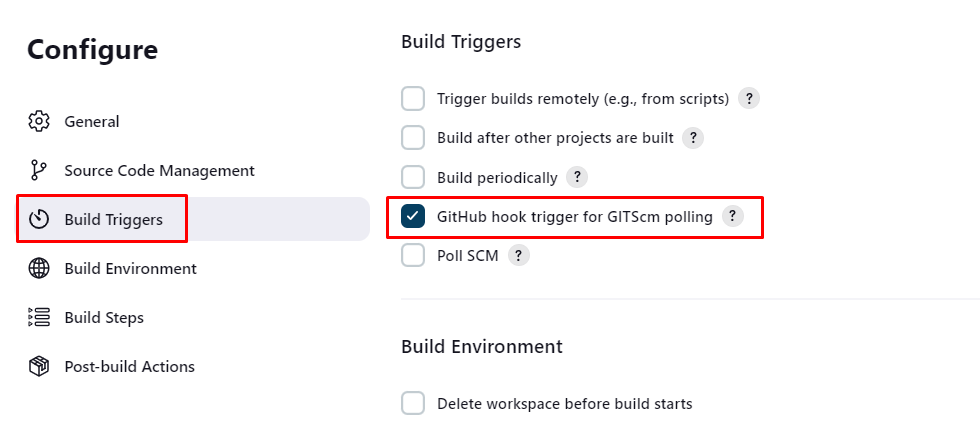 Configure
General
Source Code Management
Build Triggers
Build Environment
Build Steps
Post-build Actions
Build Triggers
Trigger builds remotely (e.g., from scripts) ?
Build after other projects are built ?
Build periodically ?
GitHub hook trigger for GITScm polling ?
Poll SCM ?
Build Environment
Delete workspace before build starts